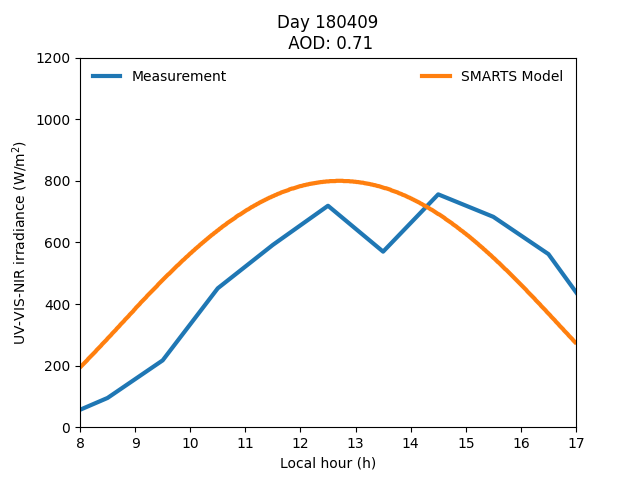 Day 180409
AOD: 0.71
Measurement
SMARTS Model
UV-VIS-NIR irradiance (W/m²)
1200
1000
800
600
400
200
0
8 9 10 11 12 13 14 15 16 17
Local hour (h)